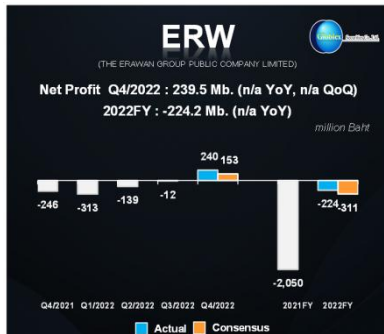 ERW
(THE ERAWAN GROUP PUBLIC COMPANY LIMITED)
Net Profit Q4/2022 : 239.5 Mb. (n/a YoY, n/a QoQ)
2022FY : -224.2 Mb. (n/a YoY)
million Baht
240 153
-246 -313 -139 -12 -224 -311
-2,050
Q4/2021 Q1/2022 Q2/2022 Q3/2022 Q4/2022 2021FY 2022FY
Actual Consensus